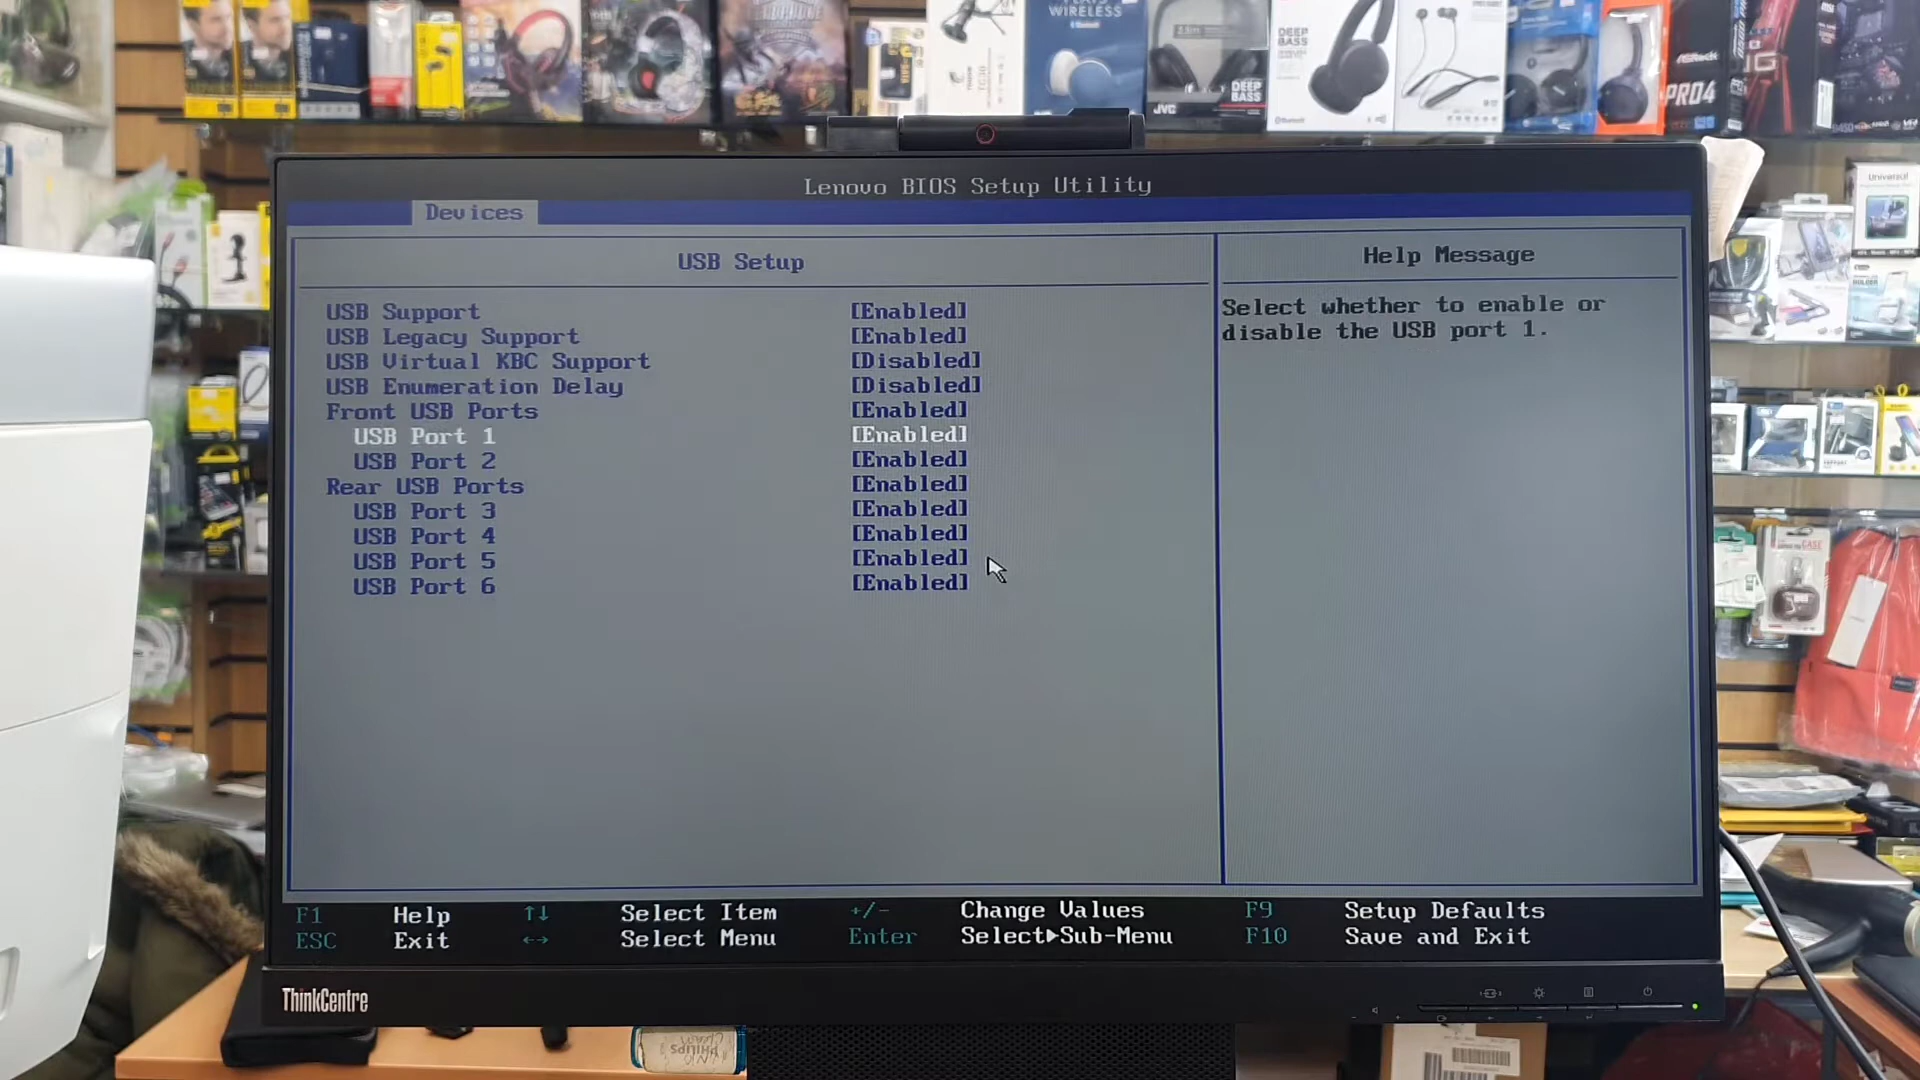 WIRELESS
DEEP
BASS
JVC
DEEP
BASS
ASRock
PRO4
Universal
Lenovo BIOS Setup Utility
Devices
USB Setup
Help Message
USB Support [Enabled]
USB Legacy Support [Enabled]
USB Virtual KBC Support [Disabled]
USB Enumeration Delay [Disabled]
Front USB Ports [Enabled]
USB Port 1 [Enabled]
USB Port 2 [Enabled]
Rear USB Ports [Enabled]
USB Port 3 [Enabled]
USB Port 4 [Enabled]
USB Port 5 [Enabled]
USB Port 6 [Enabled]
Select whether to enable or
disable the USB port 1.
F1 Help ↑↓ Select Item +/- Change Values F9 Setup Defaults
ESC Exit ←→ Select Menu Enter Select▶Sub-Menu F10 Save and Exit
ThinkCentre
PHILIPS
CASE